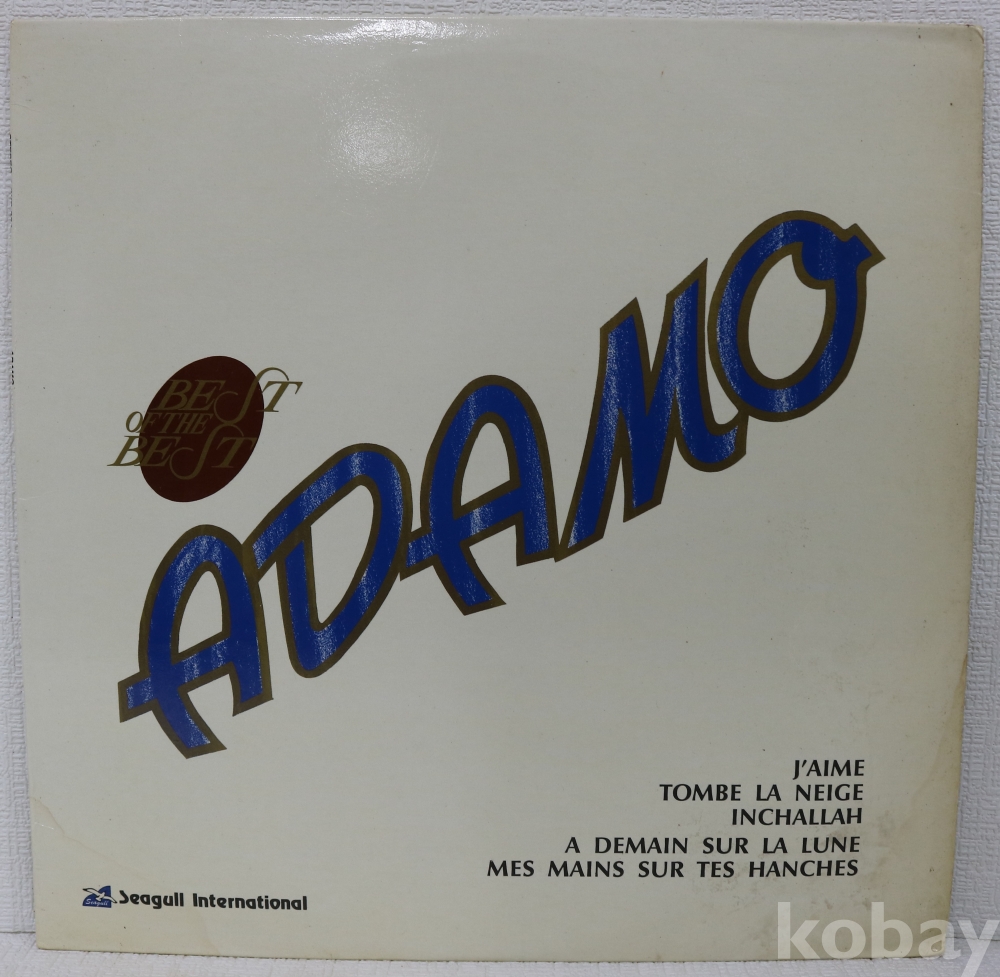 BEST
OF THE
BEST
ADAMO
J'AIME
TOMBE LA NEIGE
INCHALLAH
A DEMAIN SUR LA LUNE
MES MAINS SUR TES HANCHES
Seagull
Seagull International
kobay